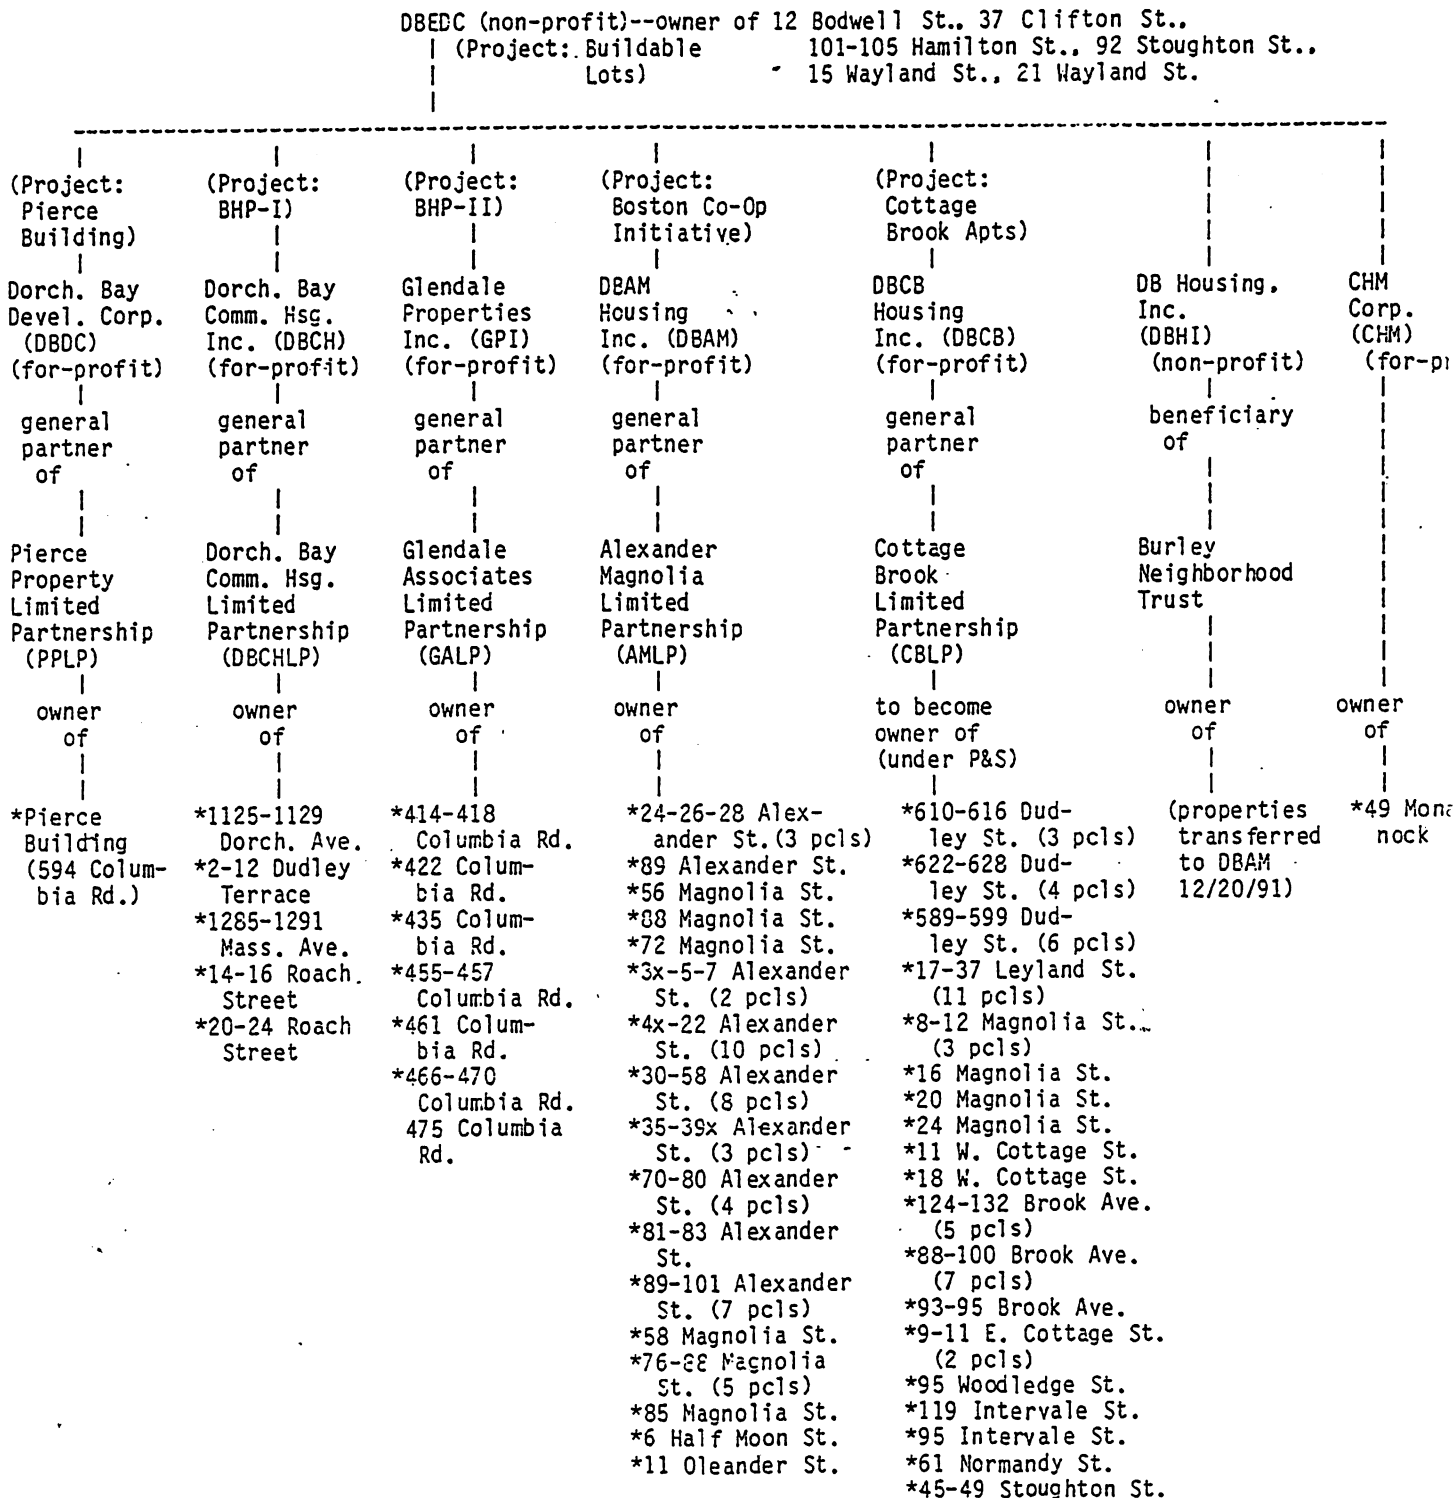 DBEDC (non-profit)--owner of 12 Bodwell St., 37 Clifton St.,
(Project: Buildable Lots)
101-105 Hamilton St., 92 Stoughton St.,
15 Wayland St., 21 Wayland St.
(Project:
Pierce
Building)
Dorch. Bay
Devel. Corp.
(DBDC)
(for-profit)
general
partner
of
Pierce
Property
Limited
Partnership
(PPLP)
owner
of
*Pierce
Building
(594 Colum-
bia Rd.)
(Project:
BHP-I)
Dorch. Bay
Comm. Hsg.
Inc. (DBCH)
(for-profit)
general
partner
of
Dorch. Bay
Comm. Hsg.
Limited
Partnership
(DBCHLP)
owner
of
*1125-1129
Dorch. Ave.
*2-12 Dudley
Terrace
*1285-1291
Mass. Ave.
*14-16 Roach
Street
*20-24 Roach
Street
(Project:
BHP-II)
Glendale
Properties
Inc. (GPI)
(for-profit)
general
partner
of
Glendale
Associates
Limited
Partnership
(GALP)
owner
of
*414-418
Columbia Rd.
*422 Colum-
bia Rd.
*435 Colum-
bia Rd.
*455-457
Columbia Rd.
*461 Colum-
bia Rd.
*466-470
Columbia Rd.
475 Columbia
Rd.
(Project:
Boston Co-Op
Initiative)
DBAM
Housing
Inc. (DBAM)
(for-profit)
general
partner
of
Alexander
Magnolia
Limited
Partnership
(AMLP)
owner
of
*24-26-28 Alex-
ander St.(3 pcls)
*89 Alexander St.
*56 Magnolia St.
*88 Magnolia St.
*72 Magnolia St.
*3x-5-7 Alexander
St. (2 pcls)
*4x-22 Alexander
St. (10 pcls)
*30-58 Alexander
St. (8 pcls)
*35-39x Alexander
St. (3 pcls)
*70-80 Alexander
St. (4 pcls)
*81-83 Alexander
St.
*89-101 Alexander
St. (7 pcls)
*58 Magnolia St.
*76-88 Magnolia
St. (5 pcls)
*85 Magnolia St.
*6 Half Moon St.
*11 Oleander St.
(Project:
Cottage
Brook Apts)
DBCB
Housing
Inc. (DBCB)
(for-profit)
general
partner
of
Cottage
Brook
Limited
Partnership
(CBLP)
to become
owner of
(under P&S)
*610-616 Dud-
ley St. (3 pcls)
*622-628 Dud-
ley St. (4 pcls)
*589-599 Dud-
ley St. (6 pcls)
*17-37 Leyland St.
(11 pcls)
*8-12 Magnolia St.
(3 pcls)
*16 Magnolia St.
*20 Magnolia St.
*24 Magnolia St.
*11 W. Cottage St.
*18 W. Cottage St.
*124-132 Brook Ave.
(5 pcls)
*88-100 Brook Ave.
(7 pcls)
*93-95 Brook Ave.
*9-11 E. Cottage St.
(2 pcls)
*95 Woodledge St.
*119 Intervale St.
*95 Intervale St.
*61 Normandy St.
*45-49 Stoughton St.
DB Housing,
Inc.
(DBHI)
(non-profit)
beneficiary
of
Burley
Neighborhood
Trust
owner
of
(properties
transferred
to DBAM
12/20/91)
CHM
Corp.
(CHM)
(for-p
owner
of
*49 Mona
nock